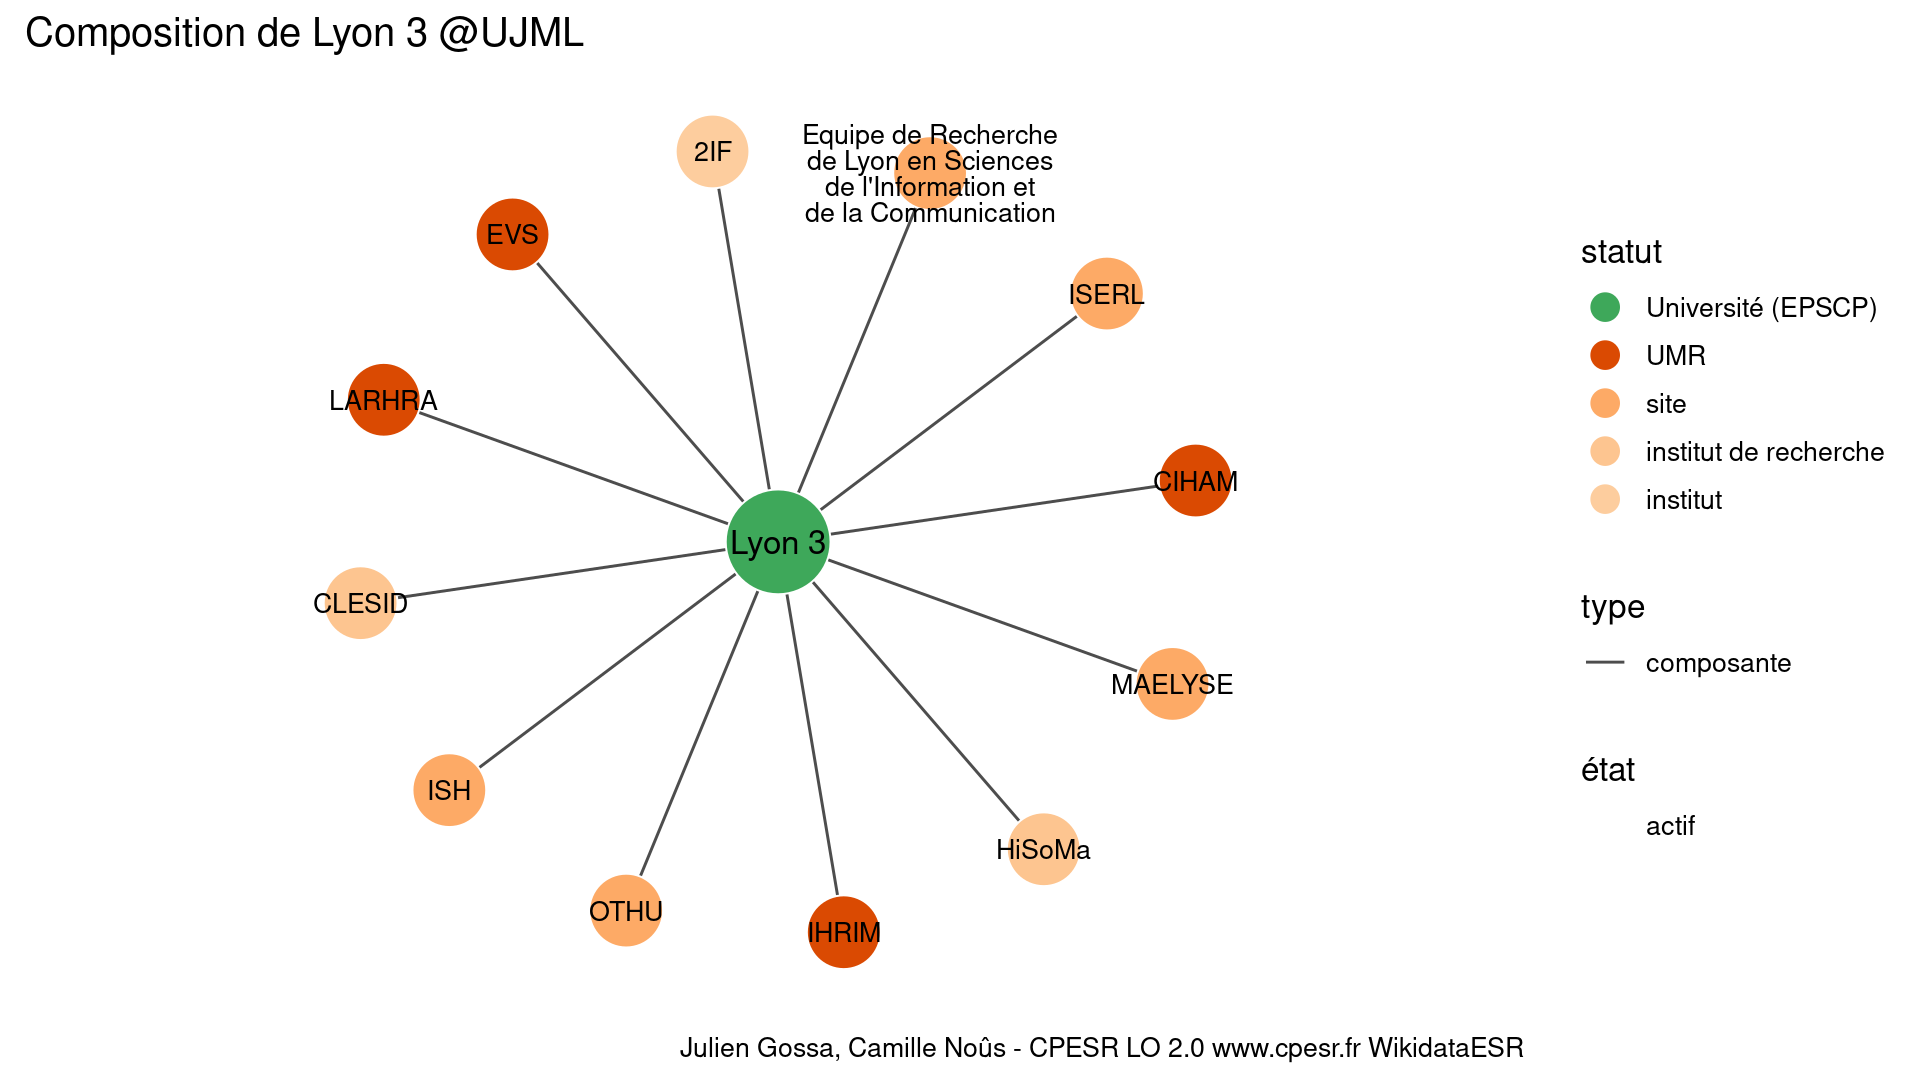 Composition de Lyon 3 @UJML
2IF
Equipe de Recherche
de Lyon en Sciences
de l'Information et
de la Communication
EVS
ISERL
LARHRA
CIHAM
Lyon 3
CLESID
MAELYSE
ISH
HiSoMa
OTHU
IHRIM
statut
Université (EPSCP)
UMR
site
institut de recherche
institut
type
composante
état
actif
Julien Gossa, Camille Noûs - CPESR LO 2.0 www.cpesr.fr WikidataESR